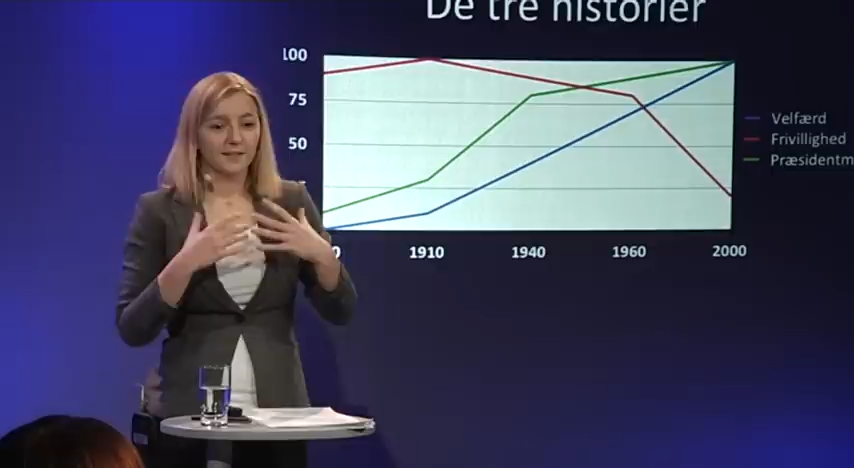 De tre historier
100
75
50
1910 1940 1960 2000
Velfærd
Frivillighed
Præsidentm